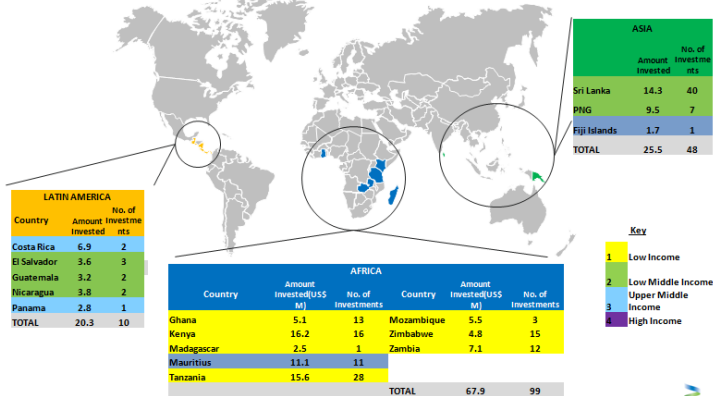 ASIA
Amount Invested No. of Investme nts
Sri Lanka 14.3 40
PNG 9.5 7
Fiji Islands 1.7 1
TOTAL 25.5 48
LATIN AMERICA
Country Amount Invested No. of Investme nts
Costa Rica 6.9 2
El Salvador 3.6 3
Guatemala 3.2 2
Nicaragua 3.8 2
Panama 2.8 1
TOTAL 20.3 10
AFRICA
Country Amount Invested(US$ M) No. of Investments Country Amount Invested(US$ M) No. of Investments
Ghana 5.1 13 Mozambique 5.5 3
Kenya 16.2 16 Zimbabwe 4.8 15
Madagascar 2.5 1 Zambia 7.1 12
Mauritius 11.1 11
Tanzania 15.6 28
TOTAL 67.9 99
Key
1 Low Income
2 Low Middle Income
3 Upper Middle Income
4 High Income